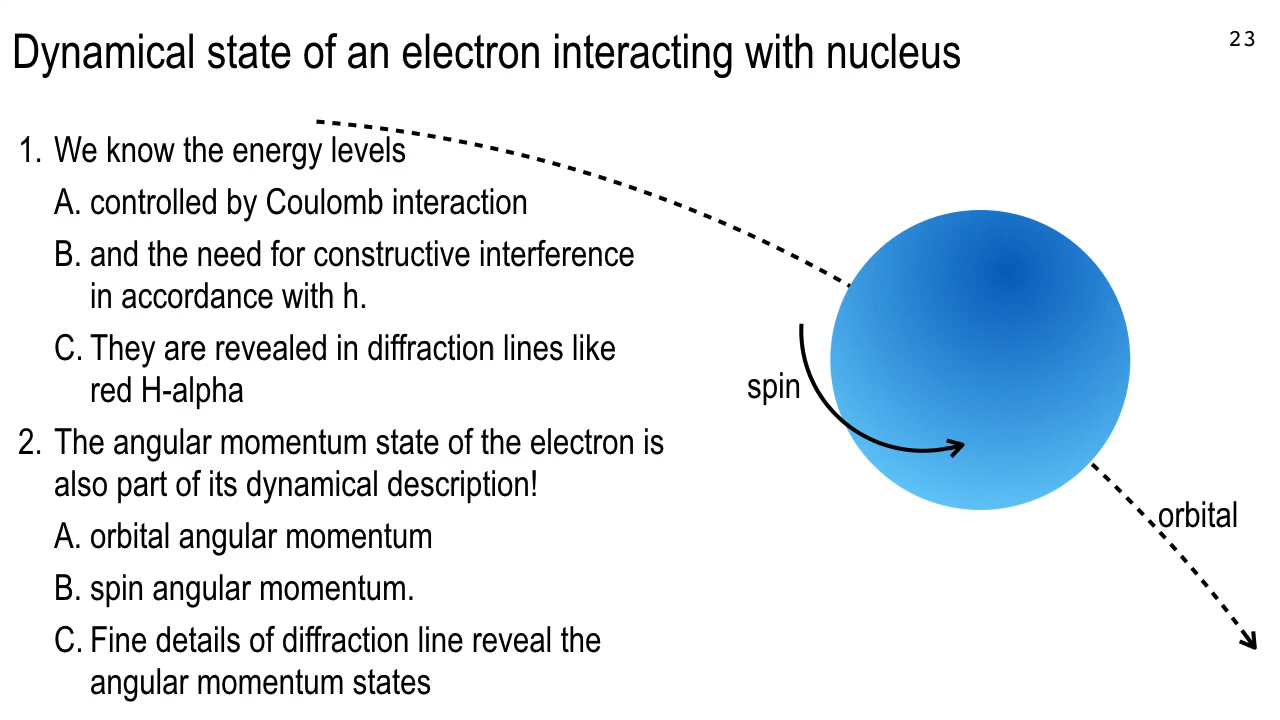 Dynamical state of an electron interacting with nucleus
23
1. We know the energy levels
A. controlled by Coulomb interaction
B. and the need for constructive interference
in accordance with h.
C. They are revealed in diffraction lines like
red H-alpha
2. The angular momentum state of the electron is
also part of its dynamical description!
A. orbital angular momentum
B. spin angular momentum.
C. Fine details of diffraction line reveal the
angular momentum states
spin
orbital